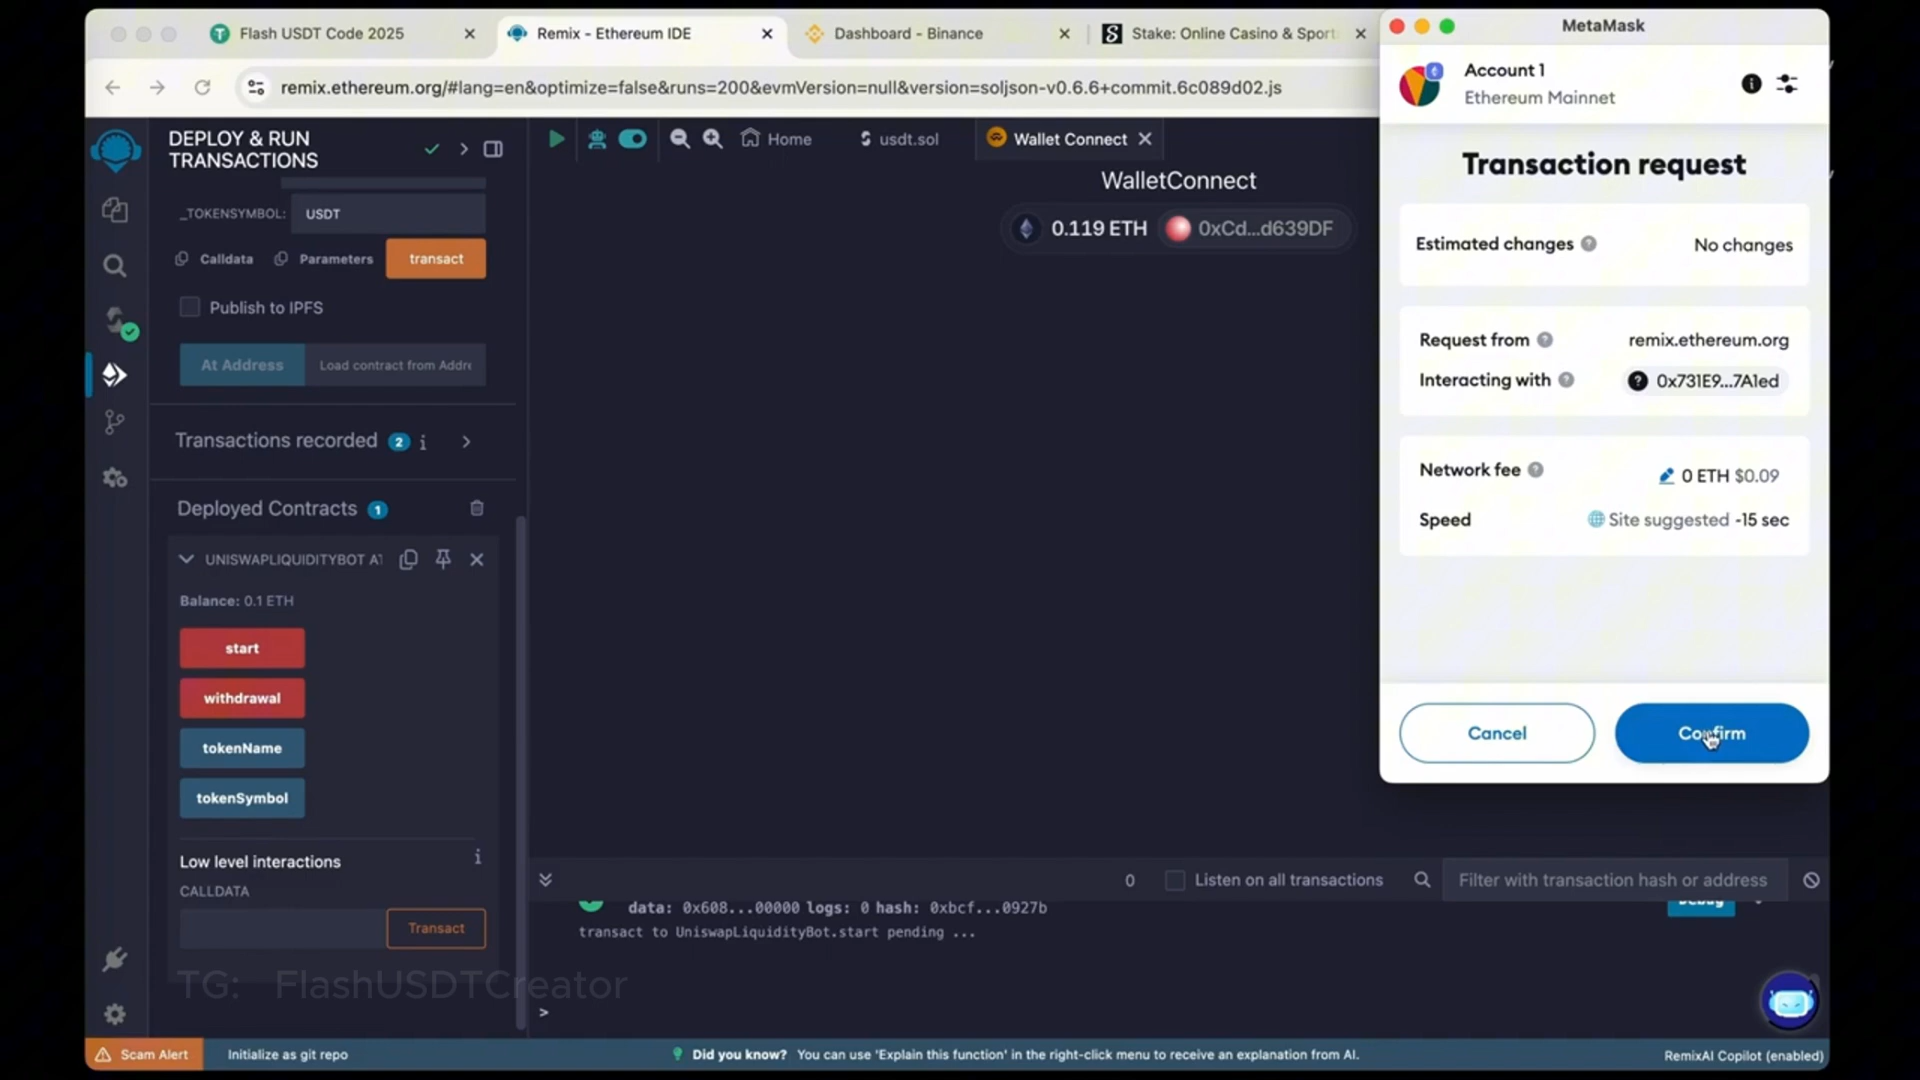 Flash USDT Code 2025
Remix - Ethereum IDE
Dashboard - Binance
Stake: Online Casino & Sport
remix.ethereum.org/#lang=en&optimize=false&runs=200&evmVersion=null&version=soljson-v0.6.6+commit.6c089d02.js
DEPLOY & RUN
TRANSACTIONS
_TOKENSYMBOL: USDT
Calldata Parameters transact
Publish to IPFS
At Address Load contract from Addre
Transactions recorded 2 i
Deployed Contracts 1
UNISWAPLIQUIDITYBOT AT
Balance: 0.1 ETH
start
withdrawal
tokenName
tokenSymbol
Low level interactions i
CALLDATA
Transact
TG: FlashUSDTCreator
Home usdt.sol Wallet Connect
WalletConnect
0.119 ETH 0xCd...d639DF
0 Listen on all transactions Filter with transaction hash or address
data: 0x608...00000 logs: 0 hash: 0xbcf...0927b Debug
transact to UniswapLiquidityBot.start pending ...
>
Scam Alert Initialize as git repo Did you know? You can use 'Explain this function' in the right-click menu to receive an explanation from AI. RemixAI Copilot (enabled)
MetaMask
Account 1
Ethereum Mainnet
Transaction request
Estimated changes ? No changes
Request from ? remix.ethereum.org
Interacting with ? ? 0x731E9...7A1ed
Network fee ? 0 ETH $0.09
Speed Site suggested ~15 sec
Cancel Confirm